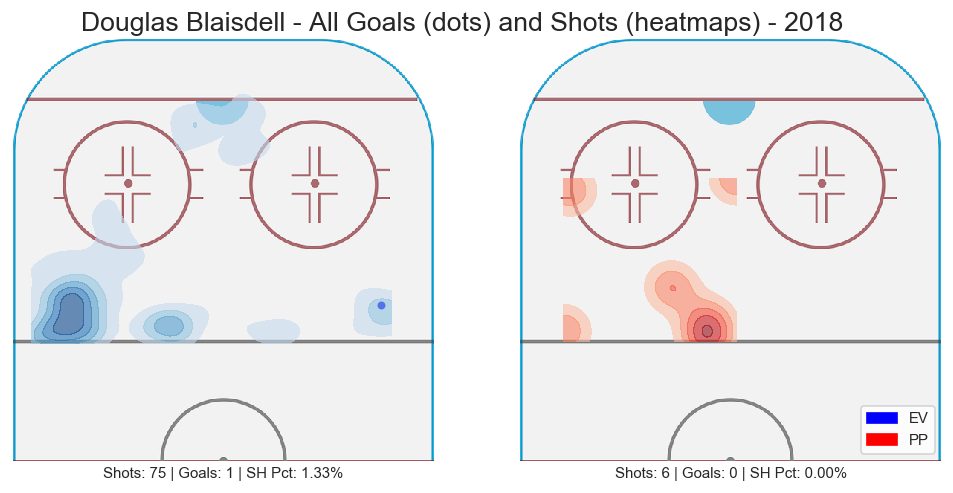 Douglas Blaisdell - All Goals (dots) and Shots (heatmaps) - 2018
EV
PP
Shots: 75 | Goals: 1 | SH Pct: 1.33%
Shots: 6 | Goals: 0 | SH Pct: 0.00%